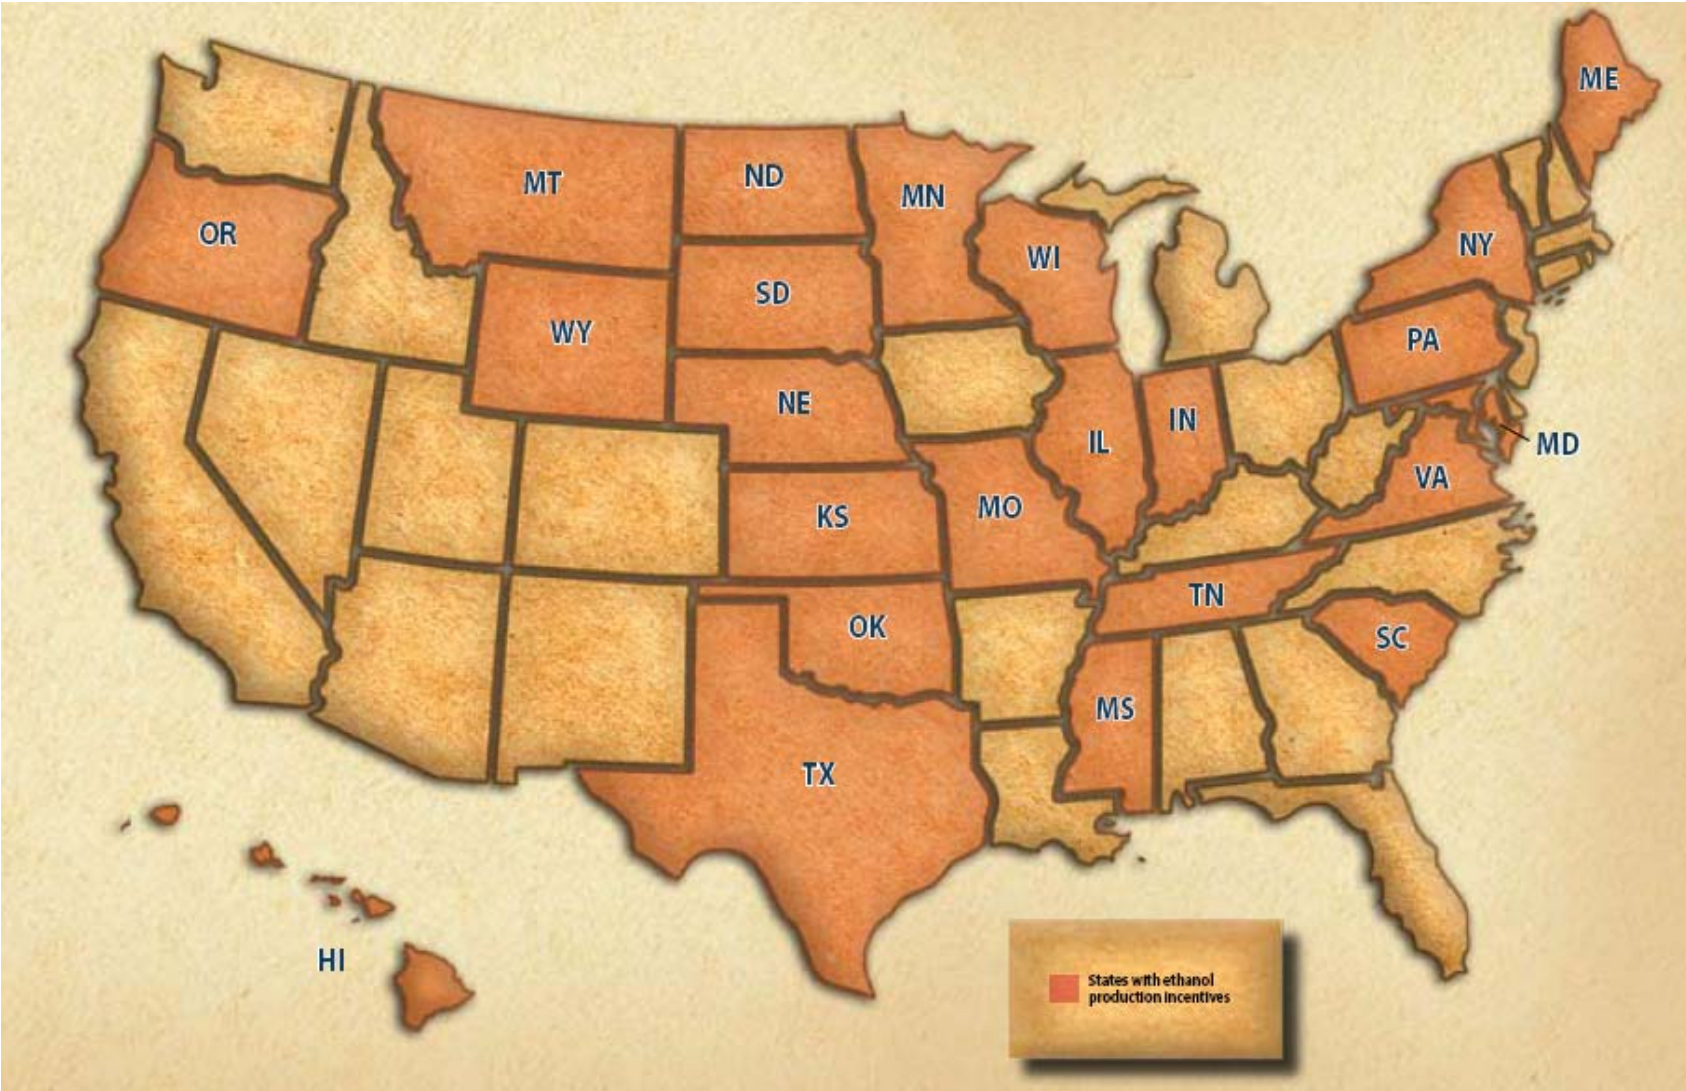 ME
MT
ND
MN
OR
NY
WI
SD
WY
PA
NE
IN
IL
MD
VA
MO
KS
TN
OK
SC
MS
TX
HI
States with ethanol
production incentives